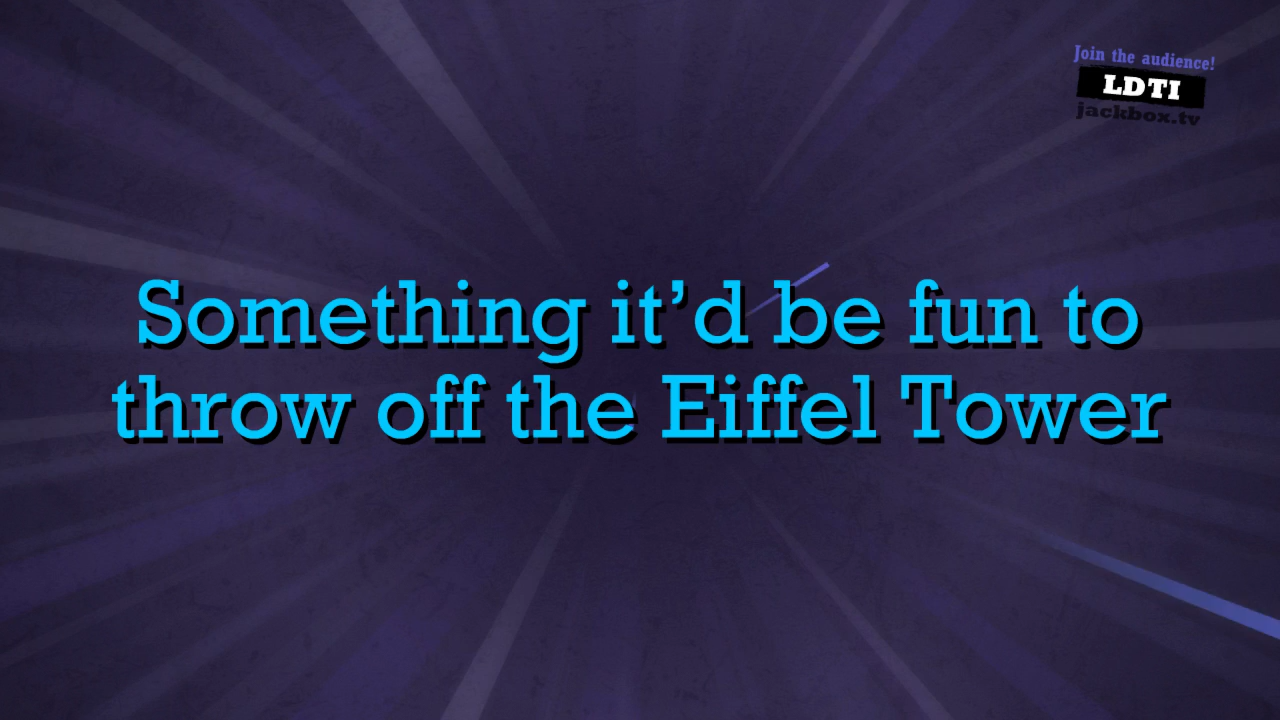 Join the audience!
LDTI
jackbox.tv
Something it’d be fun to
throw off the Eiffel Tower